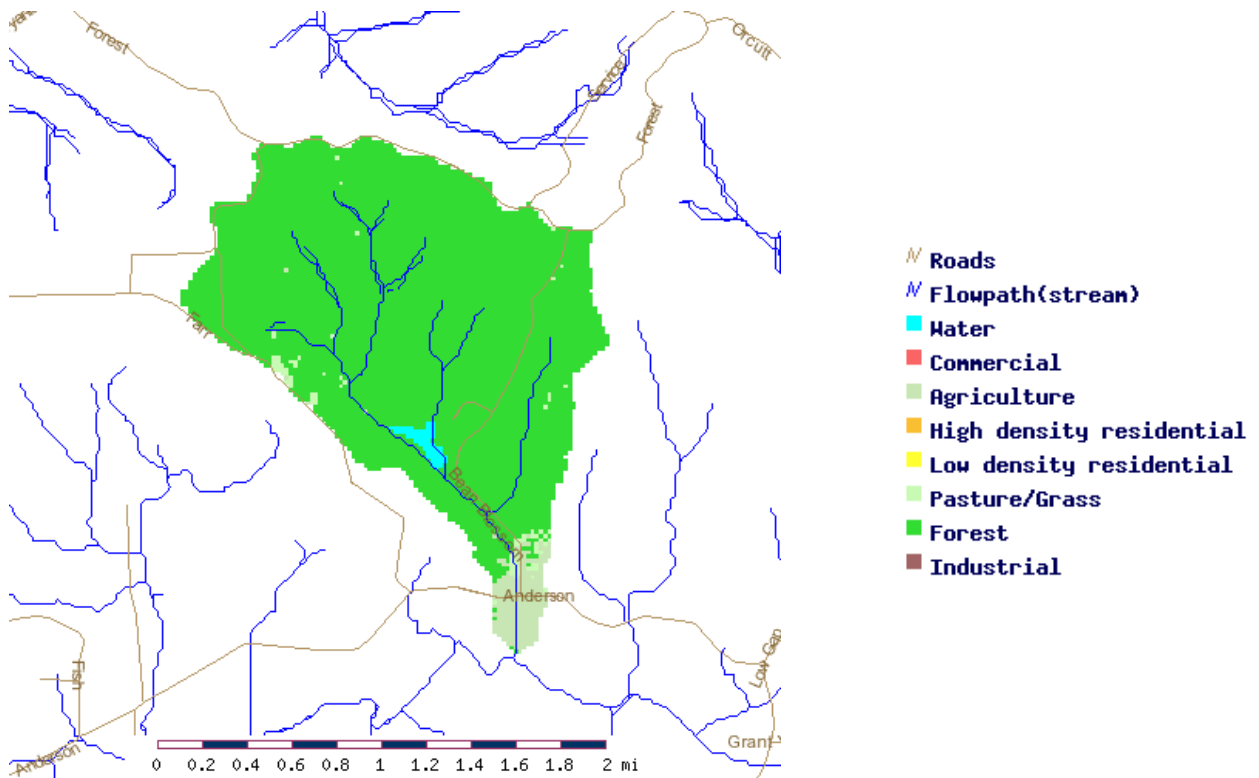 Forest
Orcutt
Service
Forest
Farr
Bean Blossom
Anderson
Fish
Low Gap
Grant
Anderson
0 0.2 0.4 0.6 0.8 1 1.2 1.4 1.6 1.8 2 mi
Roads
Flowpath(stream)
Water
Commercial
Agriculture
High density residential
Low density residential
Pasture/Grass
Forest
Industrial